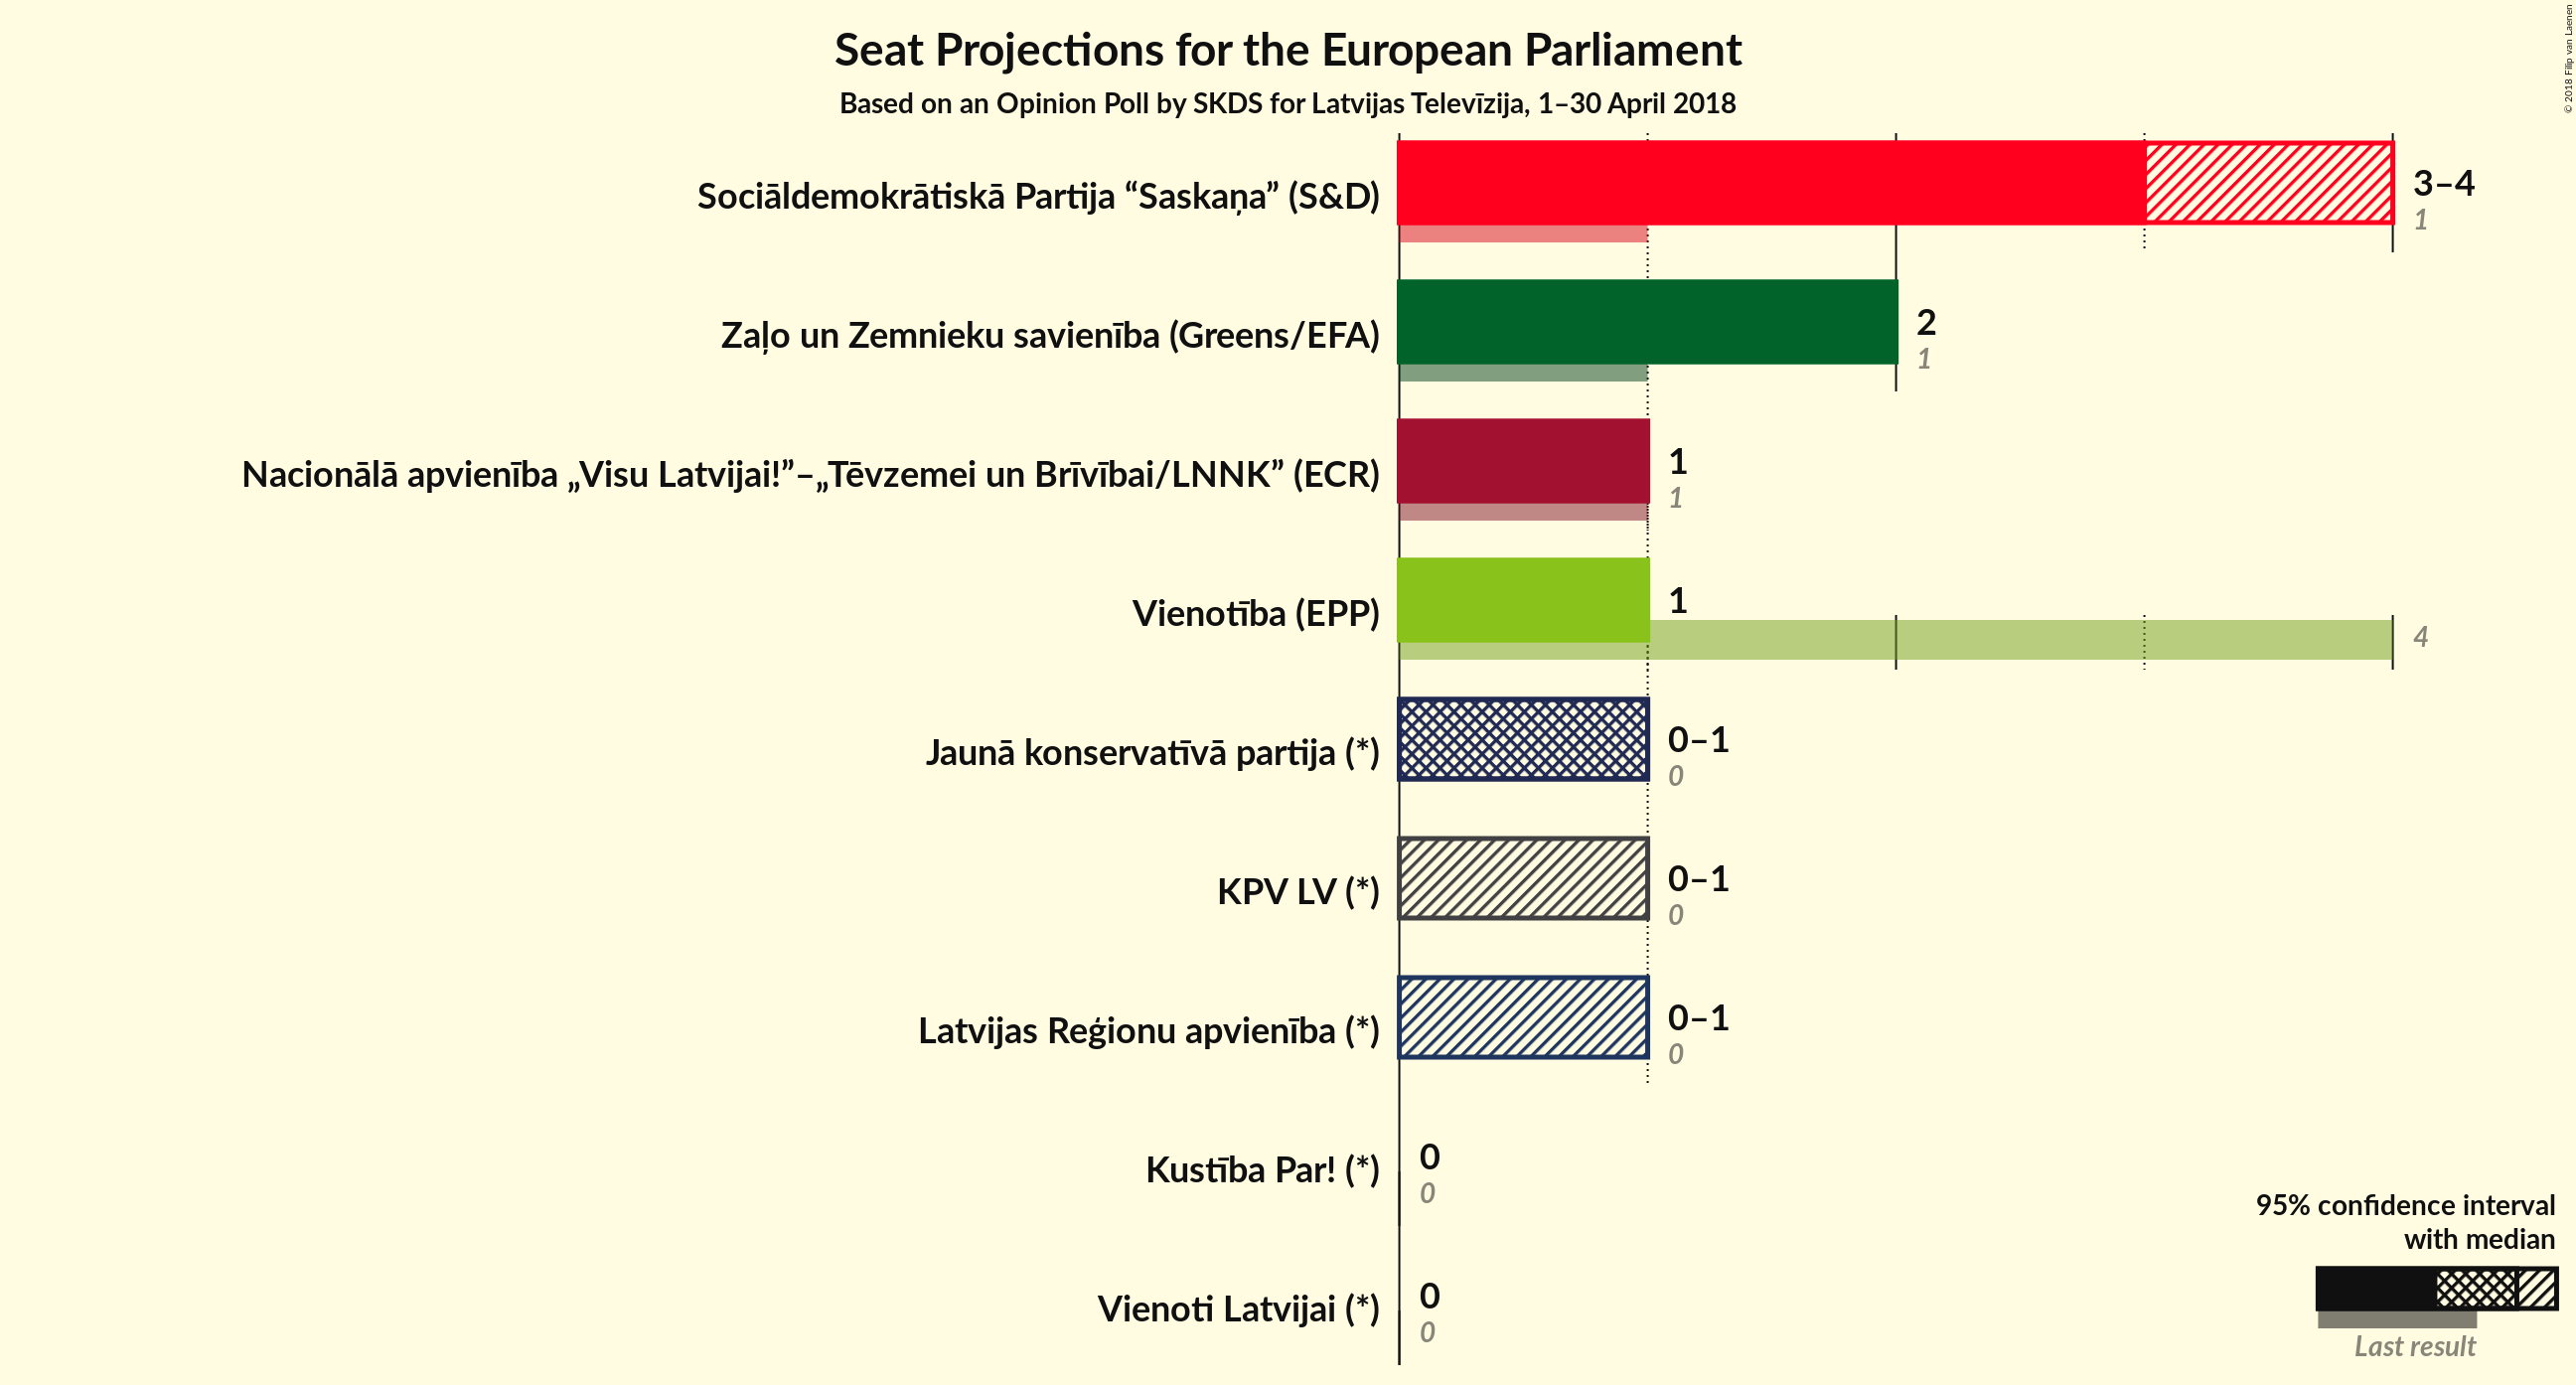 Seat Projections for the European Parliament
Based on an Opinion Poll by SKDS for Latvijas Televīzija, 1–30 April 2018
© 2018 Filip van Laenen
Sociāldemokrātiskā Partija “Saskaņa” (S&D)
3–4
1
Zaļo un Zemnieku savienība (Greens/EFA)
2
1
Nacionālā apvienība „Visu Latvijai!”–„Tēvzemei un Brīvībai/LNNK” (ECR)
1
1
Vienotība (EPP)
1
4
Jaunā konservatīvā partija (*)
0–1
0
KPV LV (*)
0–1
0
Latvijas Reģionu apvienība (*)
0–1
0
Kustība Par! (*)
0
0
Vienoti Latvijai (*)
0
0
95% confidence interval
with median
Last result